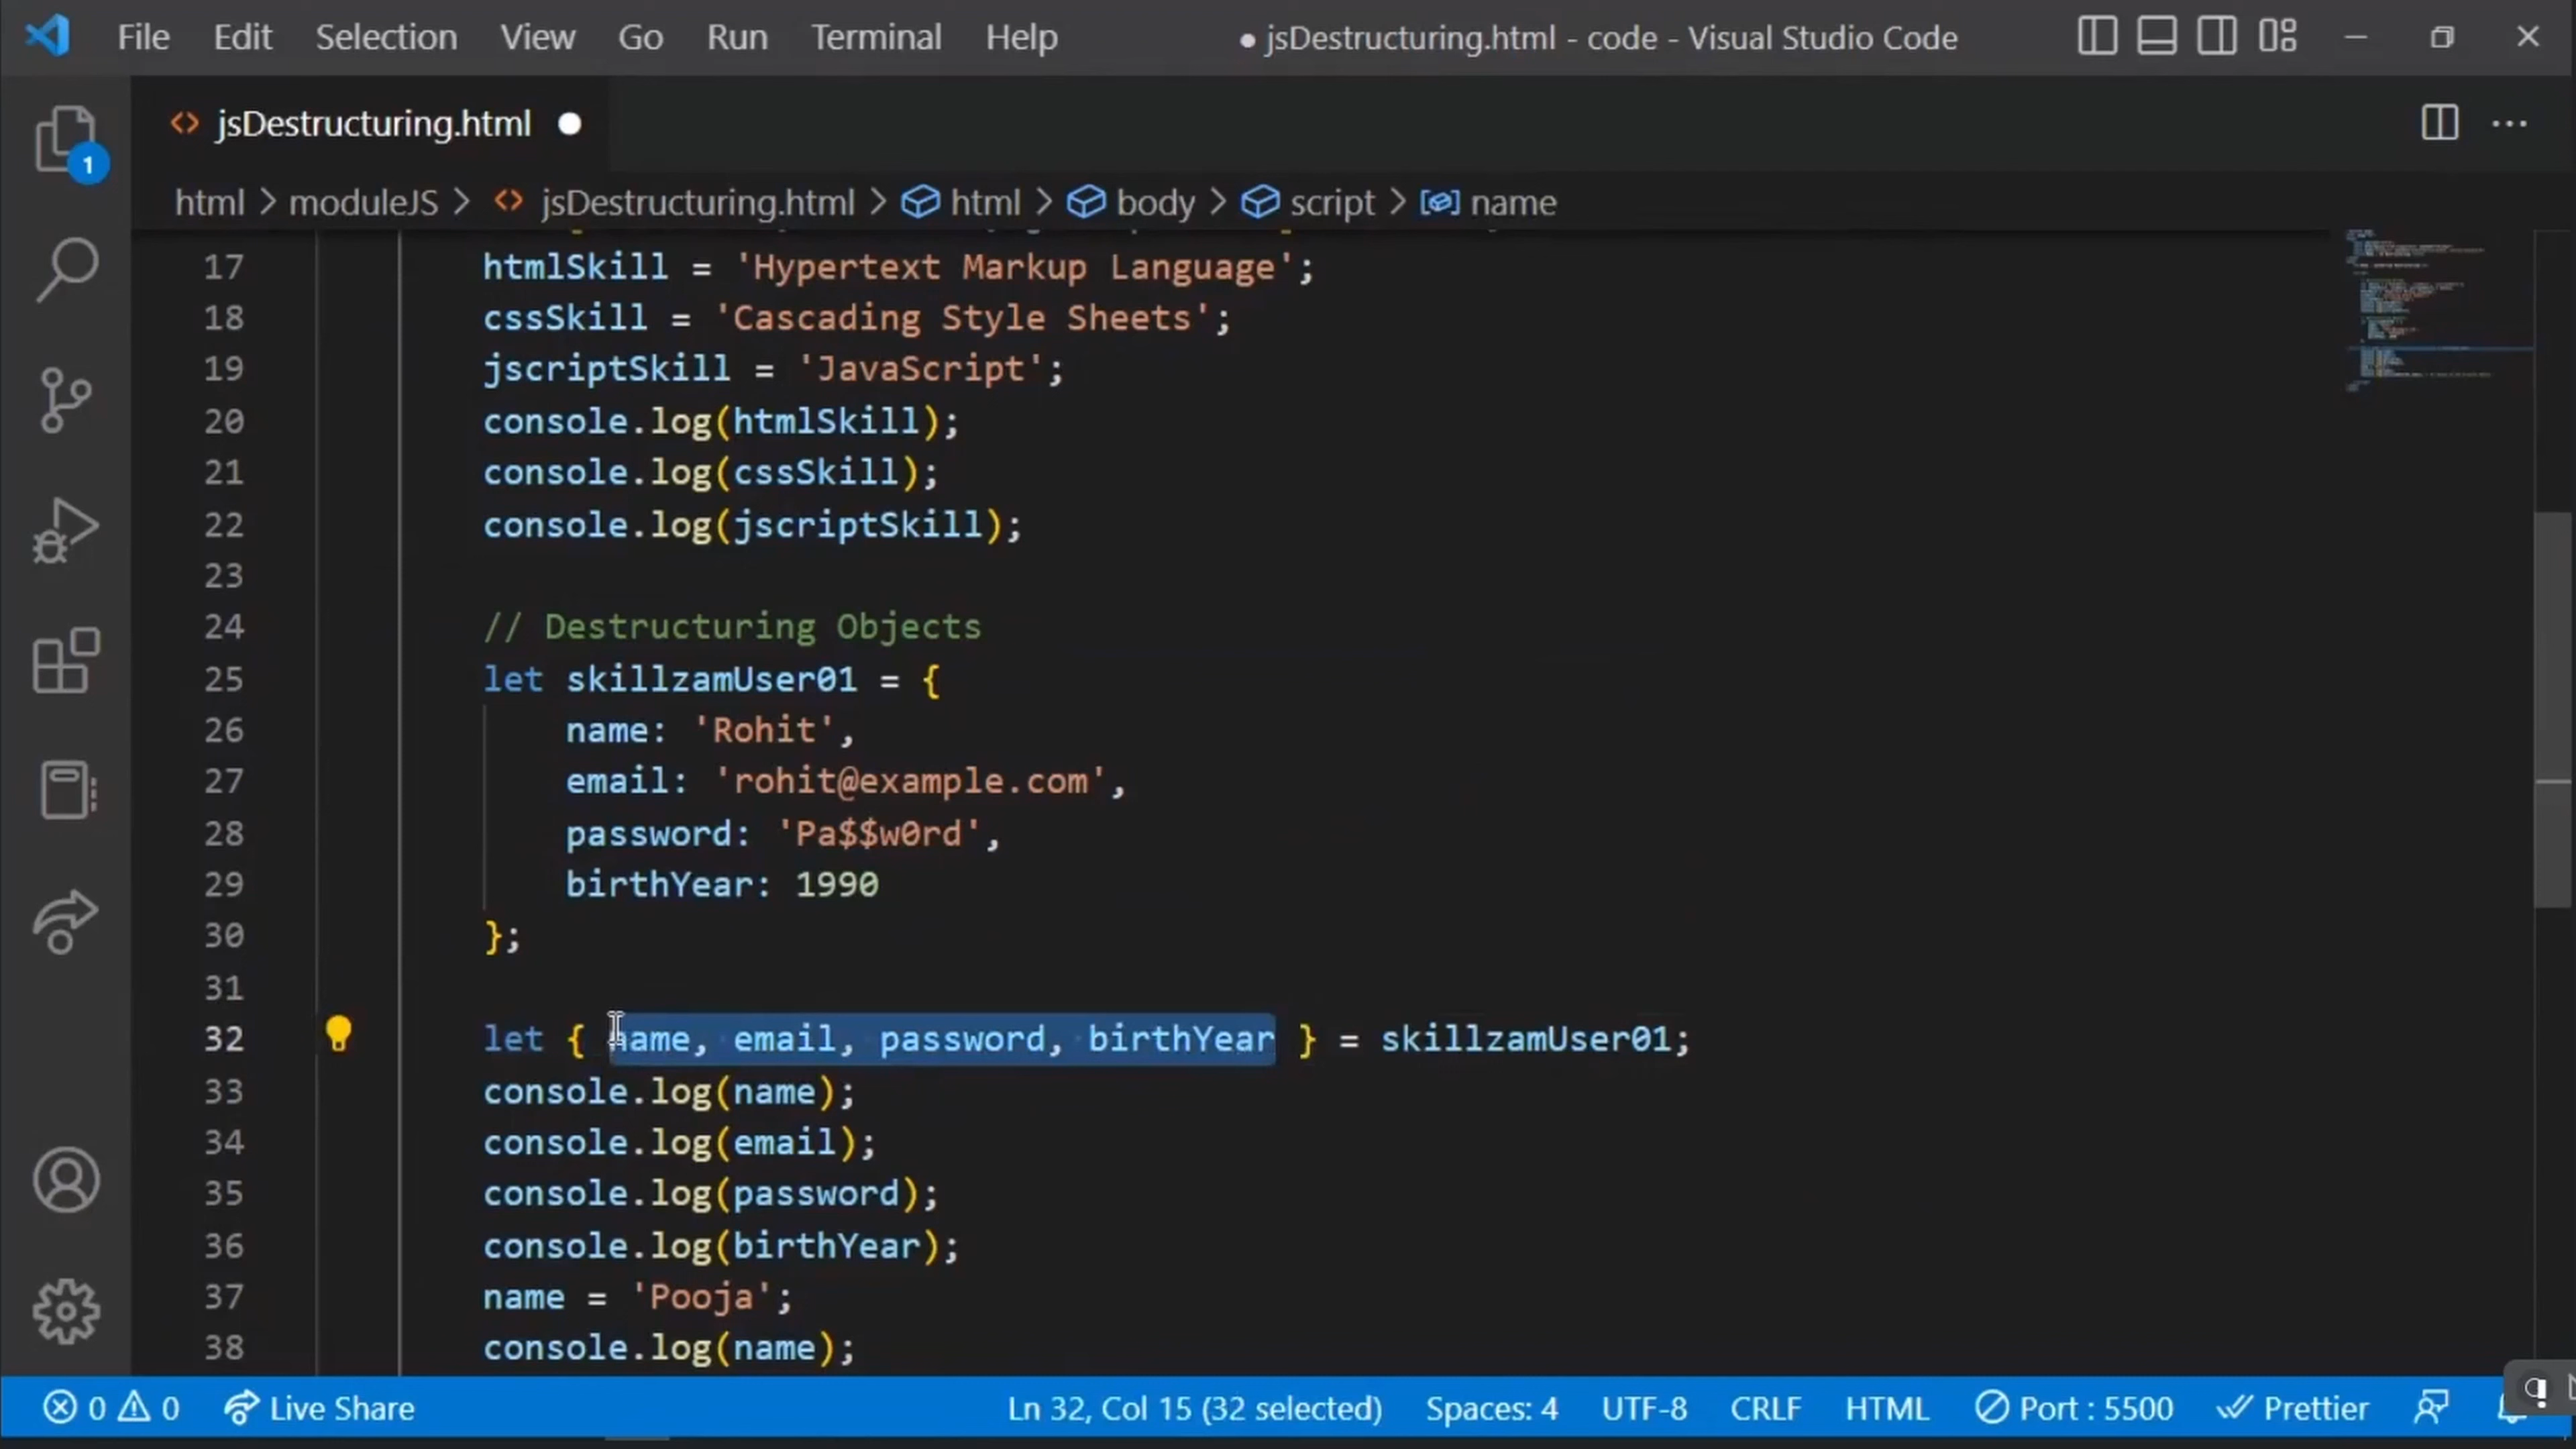 File Edit Selection View Go Run Terminal Help ● jsDestructuring.html - code - Visual Studio Code
1
<> jsDestructuring.html ●
html > moduleJS > <> jsDestructuring.html > html > body > script > name
17 htmlSkill = 'Hypertext Markup Language';
18 cssSkill = 'Cascading Style Sheets';
19 jscriptSkill = 'JavaScript';
20 console.log(htmlSkill);
21 console.log(cssSkill);
22 console.log(jscriptSkill);
23
24 // Destructuring Objects
25 let skillzamUser01 = {
26 name: 'Rohit',
27 email: 'rohit@example.com',
28 password: 'Pa$$w0rd',
29 birthYear: 1990
30 };
31
32 let { name, email, password, birthYear } = skillzamUser01;
33 console.log(name);
34 console.log(email);
35 console.log(password);
36 console.log(birthYear);
37 name = 'Pooja';
38 console.log(name);
0 0 Live Share Ln 32, Col 15 (32 selected) Spaces: 4 UTF-8 CRLF HTML Port : 5500 Prettier